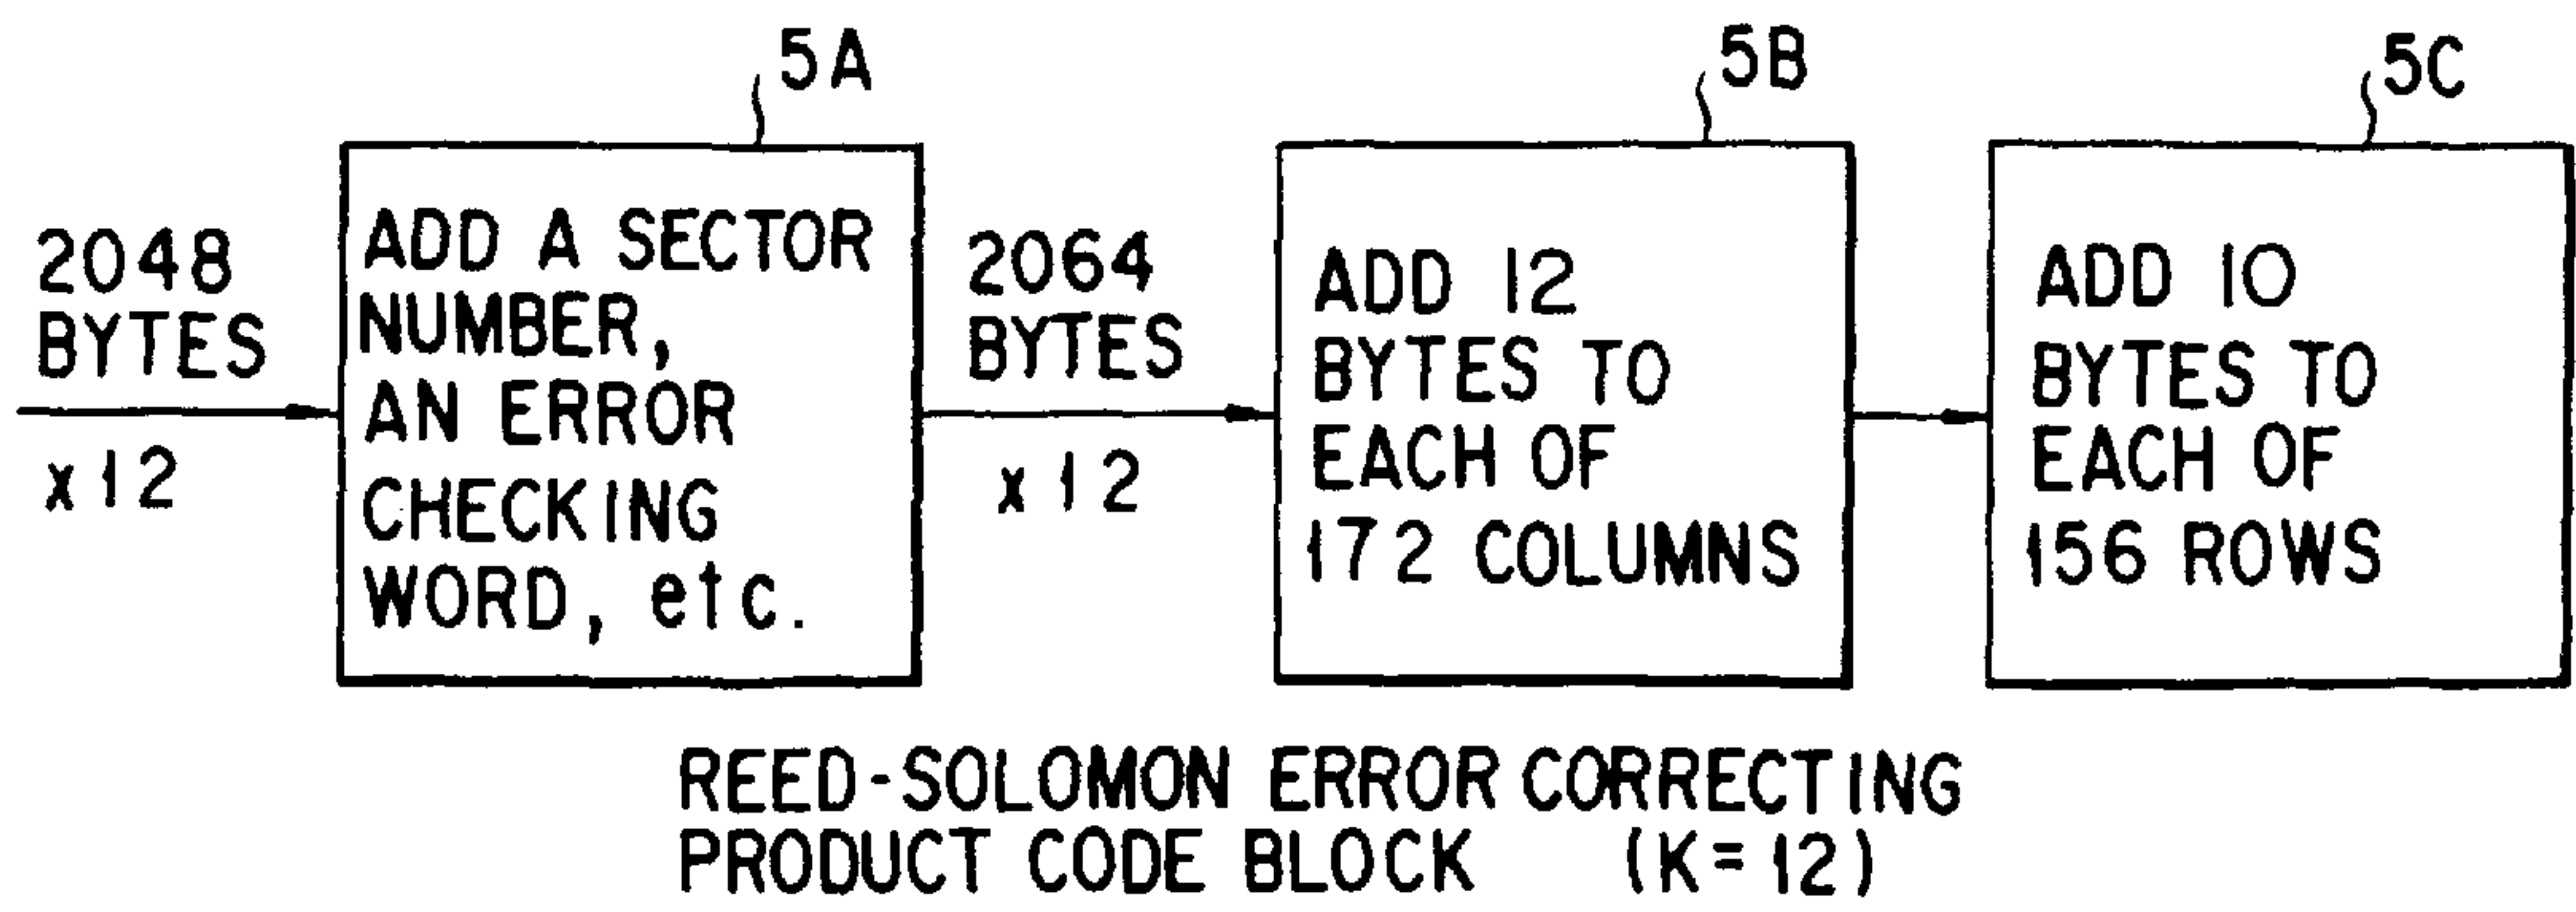 5A
5B
5C
2048
BYTES
x12
ADD A SECTOR
NUMBER,
AN ERROR
CHECKING
WORD, etc.
2064
BYTES
x12
ADD 12
BYTES TO
EACH OF
172 COLUMNS
ADD 10
BYTES TO
EACH OF
156 ROWS
REED-SOLOMON ERROR CORRECTING
PRODUCT CODE BLOCK (K=12)